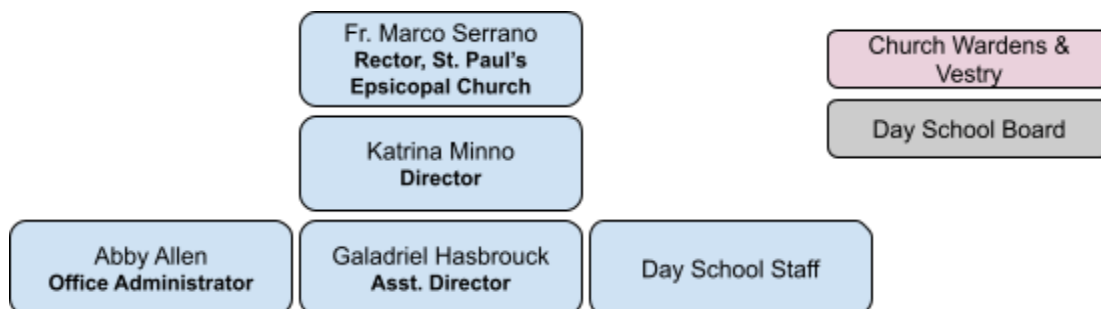 Fr. Marco Serrano
Rector, St. Paul's
Epsicopal Church
Church Wardens &
Vestry
Day School Board
Katrina Minno
Director
Abby Allen
Office Administrator
Galadriel Hasbrouck
Asst. Director
Day School Staff